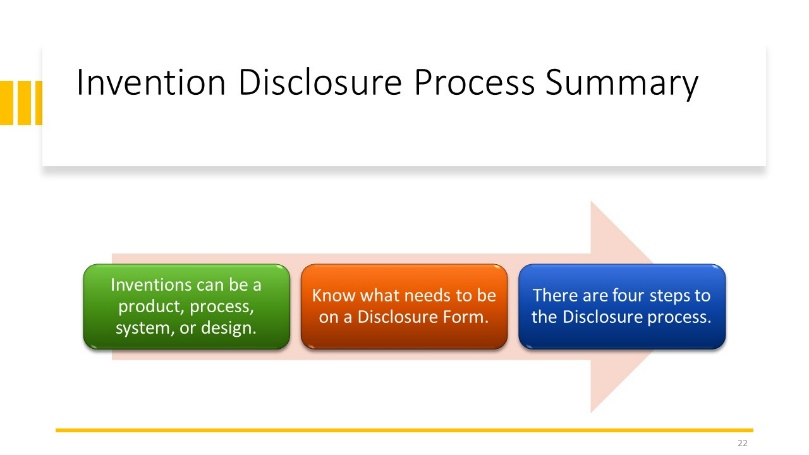 Invention Disclosure Process Summary
Inventions can be a
product, process,
system, or design.
Know what needs to be
on a Disclosure Form.
There are four steps to
the Disclosure process.
22